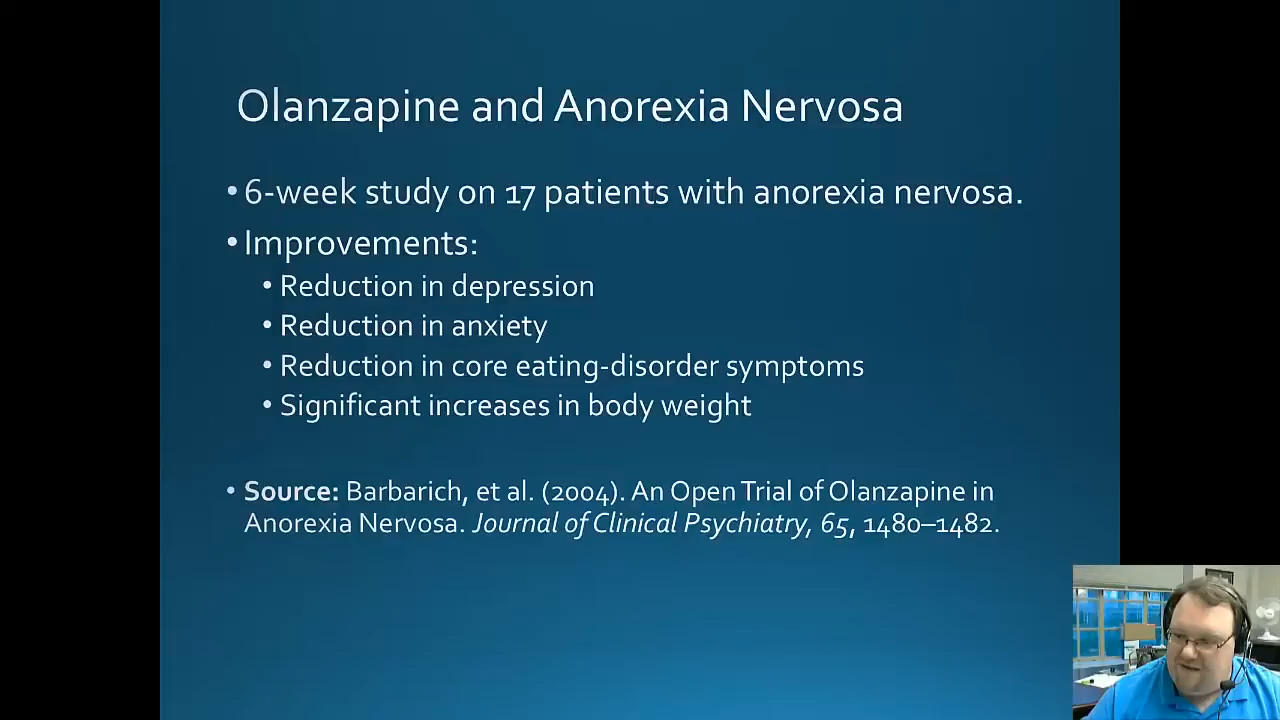 Olanzapine and Anorexia Nervosa
• 6-week study on 17 patients with anorexia nervosa.
• Improvements:
• Reduction in depression
• Reduction in anxiety
• Reduction in core eating-disorder symptoms
• Significant increases in body weight
• Source: Barbarich, et al. (2004). An Open Trial of Olanzapine in
Anorexia Nervosa. Journal of Clinical Psychiatry, 65, 1480–1482.